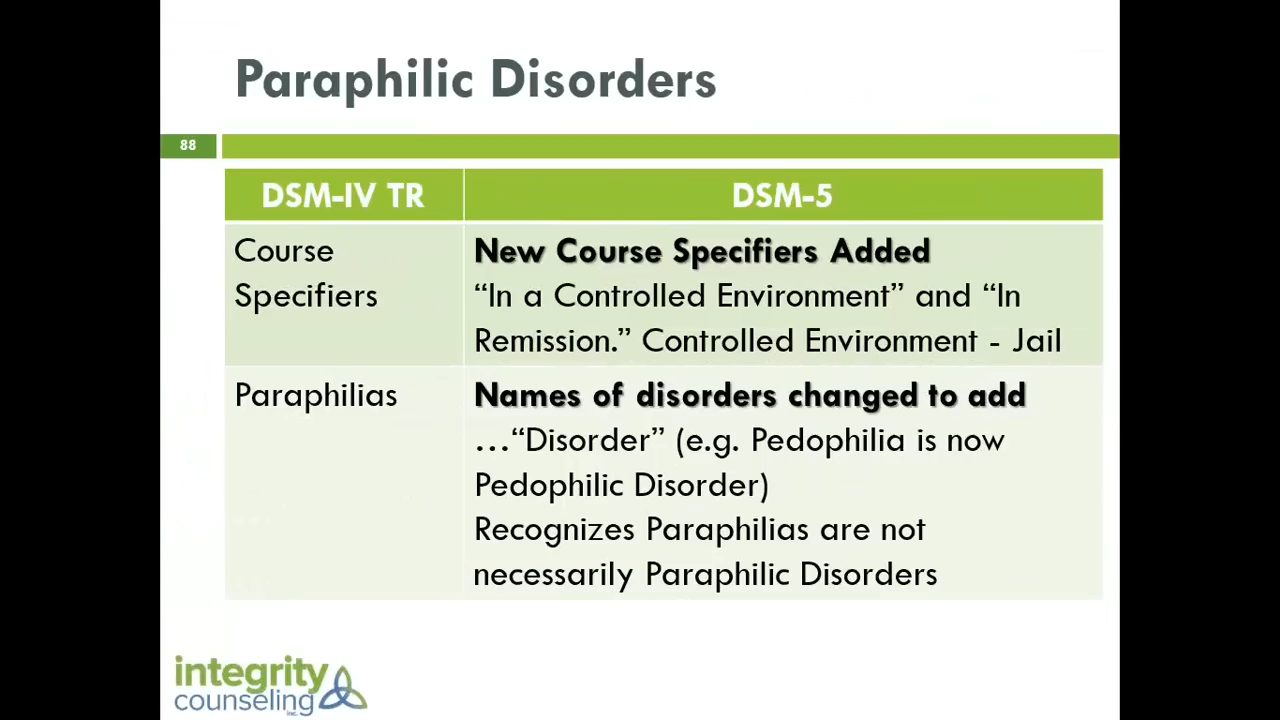 Paraphilic Disorders
88
DSM-IV TR
DSM-5
Course
Specifiers
New Course Specifiers Added
“In a Controlled Environment” and “In
Remission.” Controlled Environment - Jail
Paraphilias
Names of disorders changed to add
…“Disorder” (e.g. Pedophilia is now
Pedophilic Disorder)
Recognizes Paraphilias are not
necessarily Paraphilic Disorders
integrity
counseling
inc.